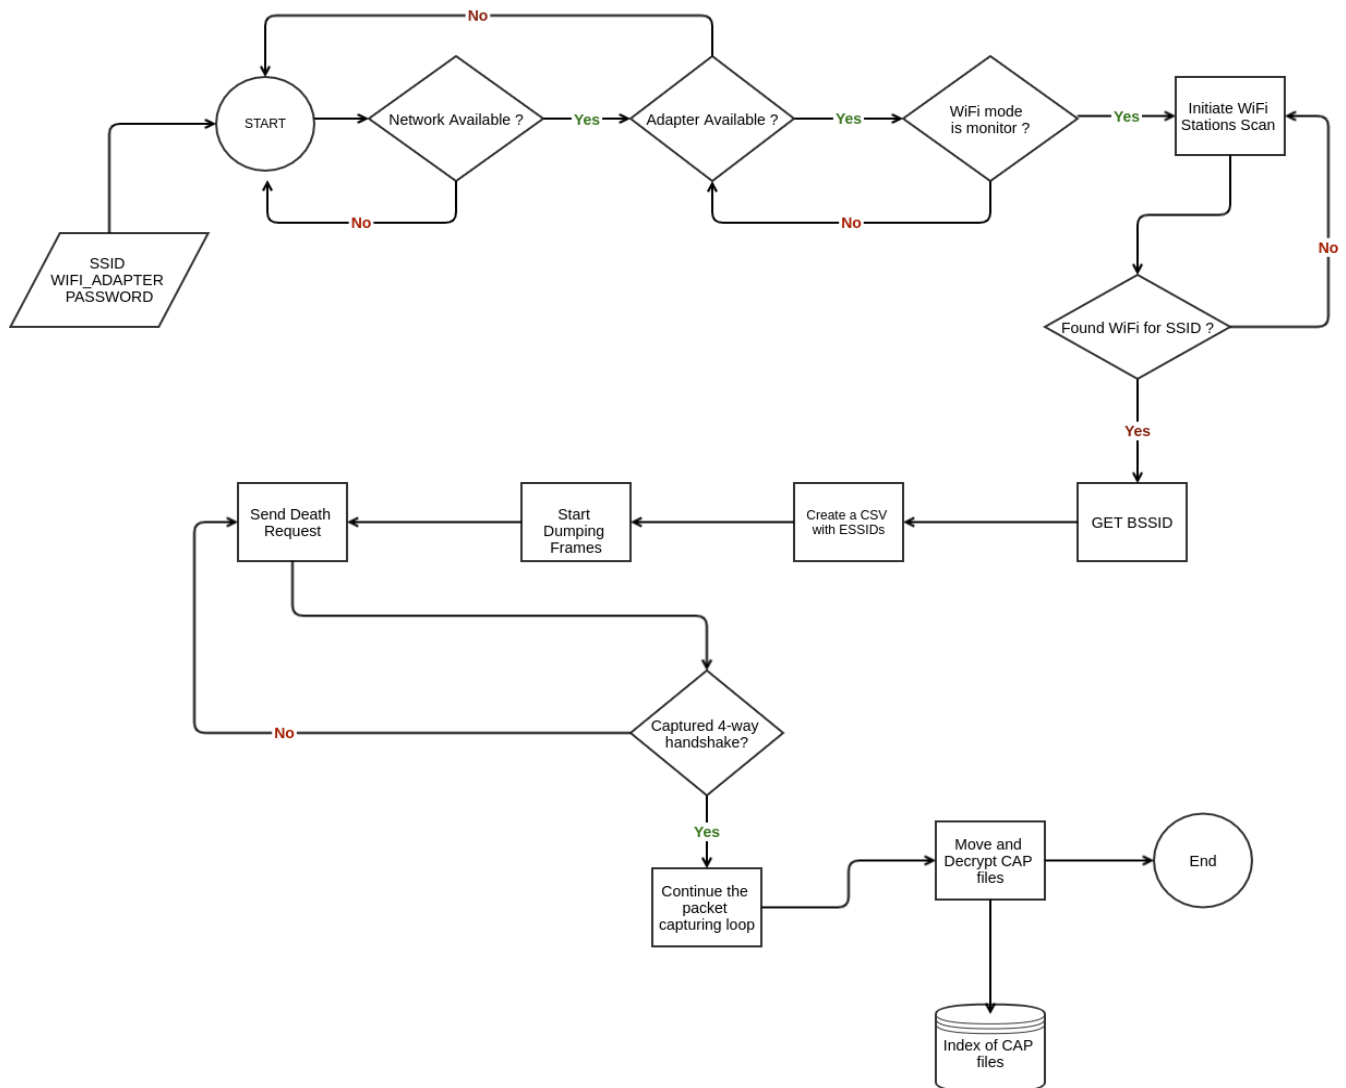 No
START
Network Available ?
Yes
Adapter Available ?
Yes
WiFi mode
is monitor ?
Yes
Initiate WiFi
Stations Scan
No
No
No
SSID
WIFI_ADAPTER
PASSWORD
Found WiFi for SSID ?
Yes
Send Death
Request
Start
Dumping
Frames
Create a CSV
with ESSIDs
GET BSSID
Captured 4-way
handshake?
No
Yes
Continue the
packet
capturing loop
Move and
Decrypt CAP
files
End
Index of CAP
files